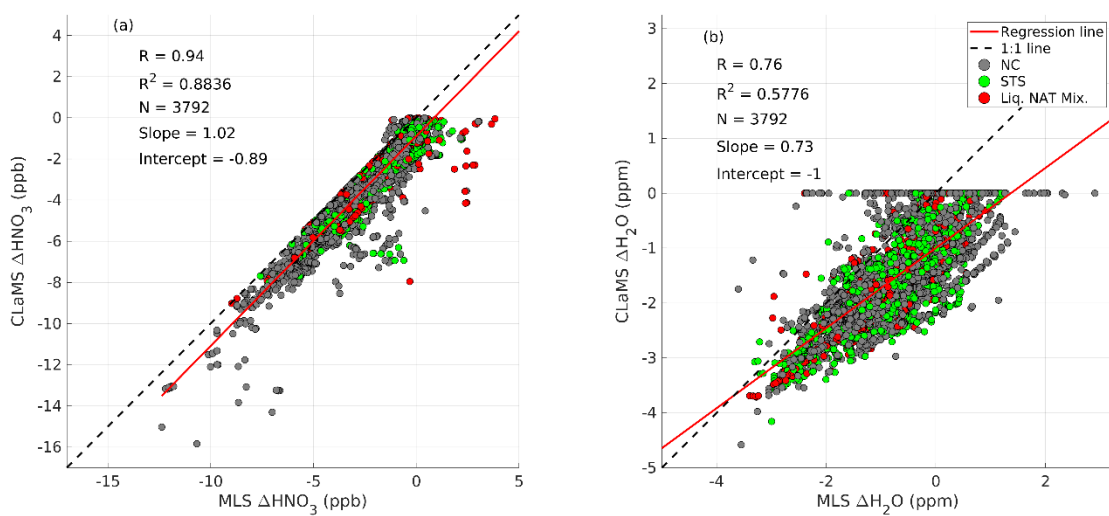 (a)
R = 0.94
R² = 0.8836
N = 3792
Slope = 1.02
Intercept = -0.89
4
2
0
-2
-4
-6
-8
-10
-12
-14
-16
CLaMS ΔHNO₃ (ppb)
-15 -10 -5 0 5
MLS ΔHNO₃ (ppb)
(b)
R = 0.76
R² = 0.5776
N = 3792
Slope = 0.73
Intercept = -1
Regression line
1:1 line
NC
STS
Liq. NAT Mix.
3
2
1
0
-1
-2
-3
-4
-5
CLaMS ΔH₂O (ppm)
-4 -2 0 2
MLS ΔH₂O (ppm)